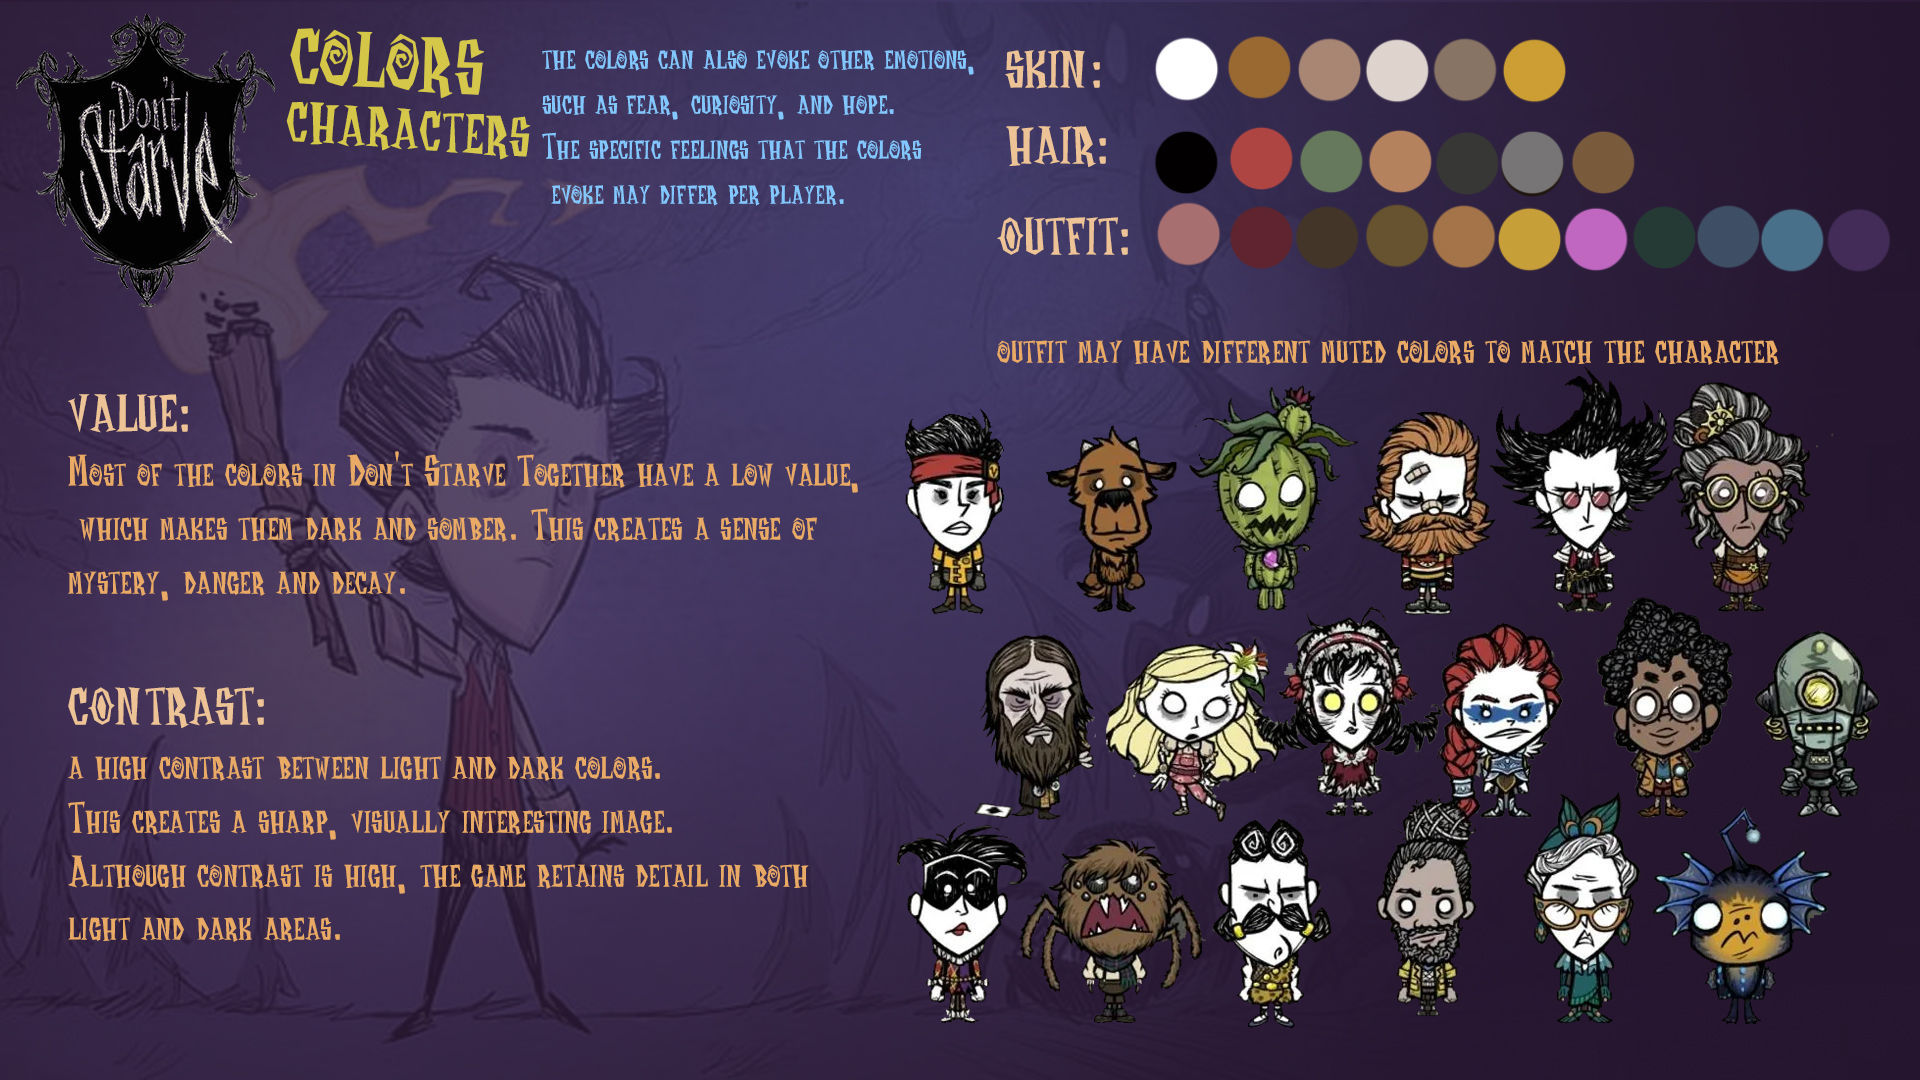 Don't
Starve
COLORS
CHARACTERS
THE COLORS CAN ALSO EVOKE OTHER EMOTIONS,
SUCH AS FEAR, CURIOSITY, AND HOPE.
THE SPECIFIC FEELINGS THAT THE COLORS
EVOKE MAY DIFFER PER PLAYER.
SKIN:
HAIR:
OUTFIT:
OUTFIT MAY HAVE DIFFERENT MUTED COLORS TO MATCH THE CHARACTER
VALUE:
MOST OF THE COLORS IN DON'T STARVE TOGETHER HAVE A LOW VALUE,
WHICH MAKES THEM DARK AND SOMBER. THIS CREATES A SENSE OF
MYSTERY, DANGER AND DECAY.
CONTRAST:
A HIGH CONTRAST BETWEEN LIGHT AND DARK COLORS.
THIS CREATES A SHARP, VISUALLY INTERESTING IMAGE.
ALTHOUGH CONTRAST IS HIGH, THE GAME RETAINS DETAIL IN BOTH
LIGHT AND DARK AREAS.